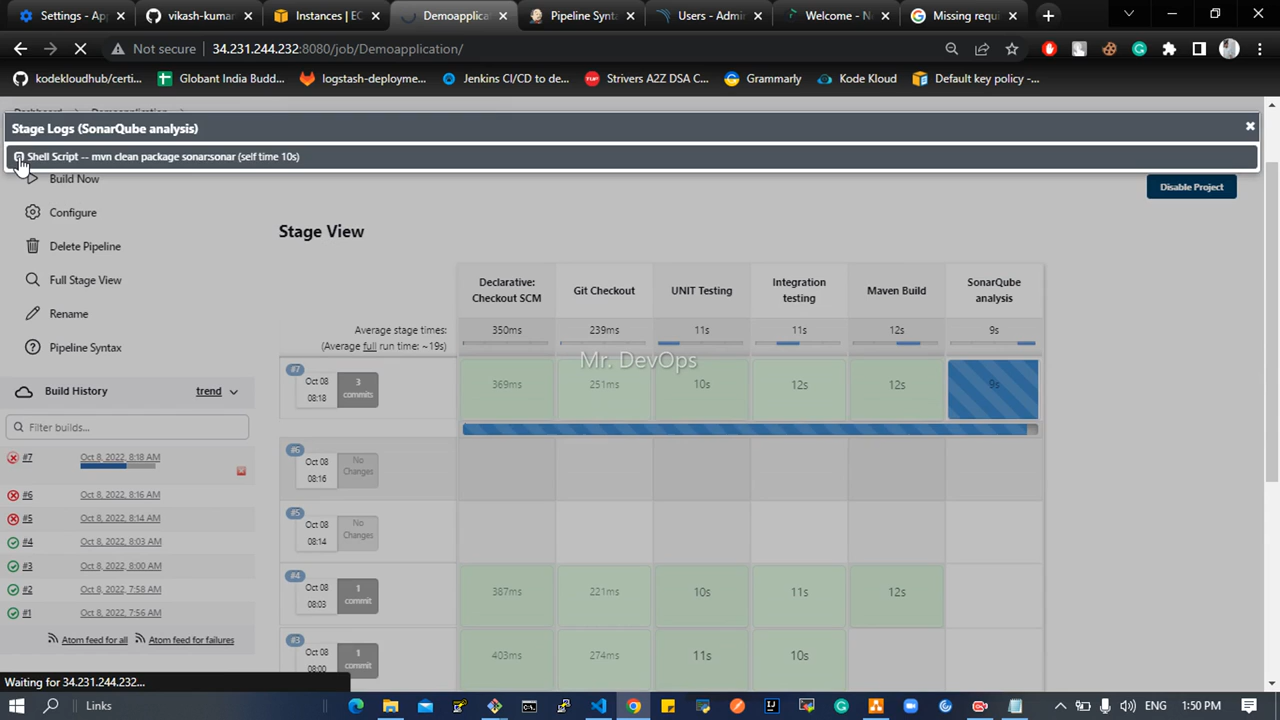 Settings - Ap
vikash-kumar
Instances | EC
Demoapplica
Pipeline Synta
Users - Admi
Welcome - Na
Missing requi
Not secure
34.231.244.232:8080/job/Demoapplication/
kodekloudhub/certi...
Globant India Budd...
logstash-deployme...
Jenkins CI/CD to de...
Strivers A2Z DSA C...
Grammarly
Kode Kloud
Default key policy -...
Stage Logs (SonarQube analysis)
Shell Script -- mvn clean package sonar:sonar (self time 10s)
Build Now
Disable Project
Configure
Delete Pipeline
Full Stage View
Rename
Pipeline Syntax
Stage View
Declarative: Checkout SCM
Git Checkout
UNIT Testing
Integration testing
Maven Build
SonarQube analysis
Average stage times:
350ms
239ms
11s
11s
12s
9s
(Average full run time: ~19s)
Mr. DevOps
#7
Oct 08
08:18
3 commits
369ms
251ms
10s
12s
12s
9s
#6
Oct 08
08:16
No Changes
#5
Oct 08
08:14
No Changes
#4
Oct 08
08:03
1 commit
387ms
221ms
10s
11s
12s
#3
Oct 08
08:00
1 commit
403ms
274ms
11s
10s
Build History
trend
Filter builds...
#7
Oct 8, 2022, 8:18 AM
#6
Oct 8, 2022, 8:16 AM
#5
Oct 8, 2022, 8:14 AM
#4
Oct 8, 2022, 8:03 AM
#3
Oct 8, 2022, 8:00 AM
#2
Oct 8, 2022, 7:58 AM
#1
Oct 8, 2022, 7:56 AM
Atom feed for all
Atom feed for failures
Waiting for 34.231.244.232...
Links
ENG
1:50 PM